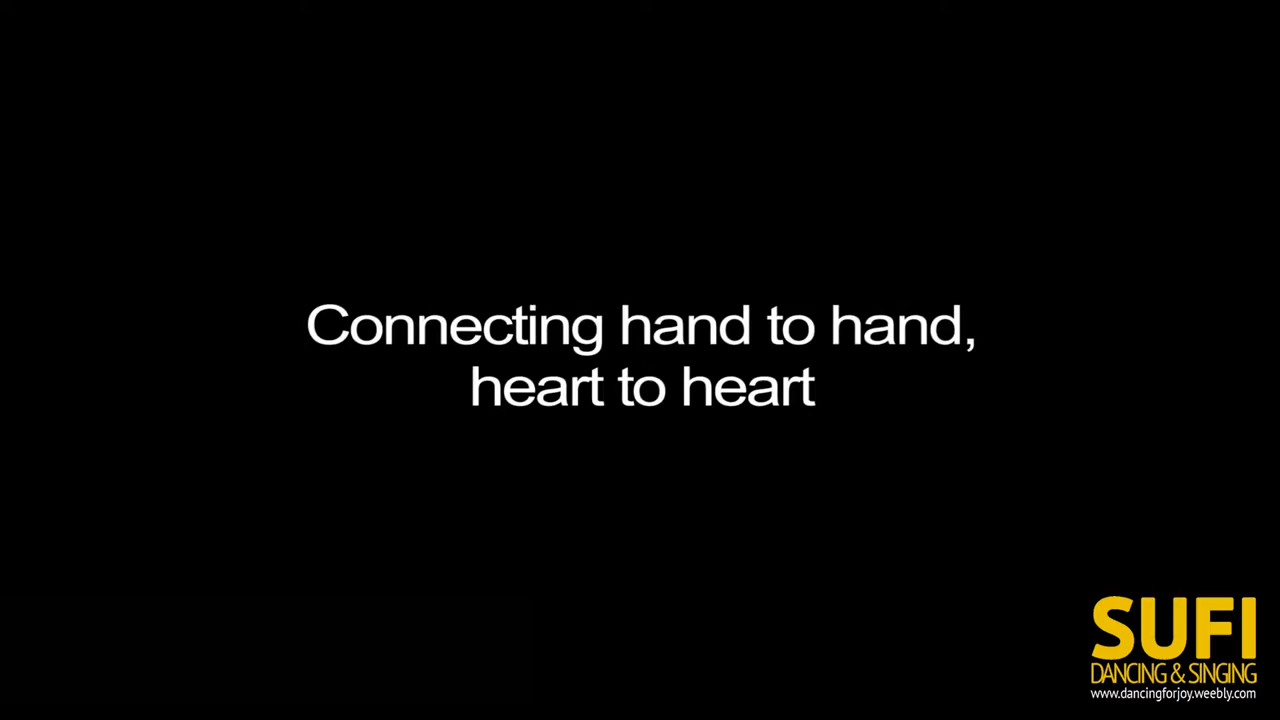 Connecting hand to hand,
heart to heart
SUFI
DANCING & SINGING
www.dancingforjoy.weebly.com